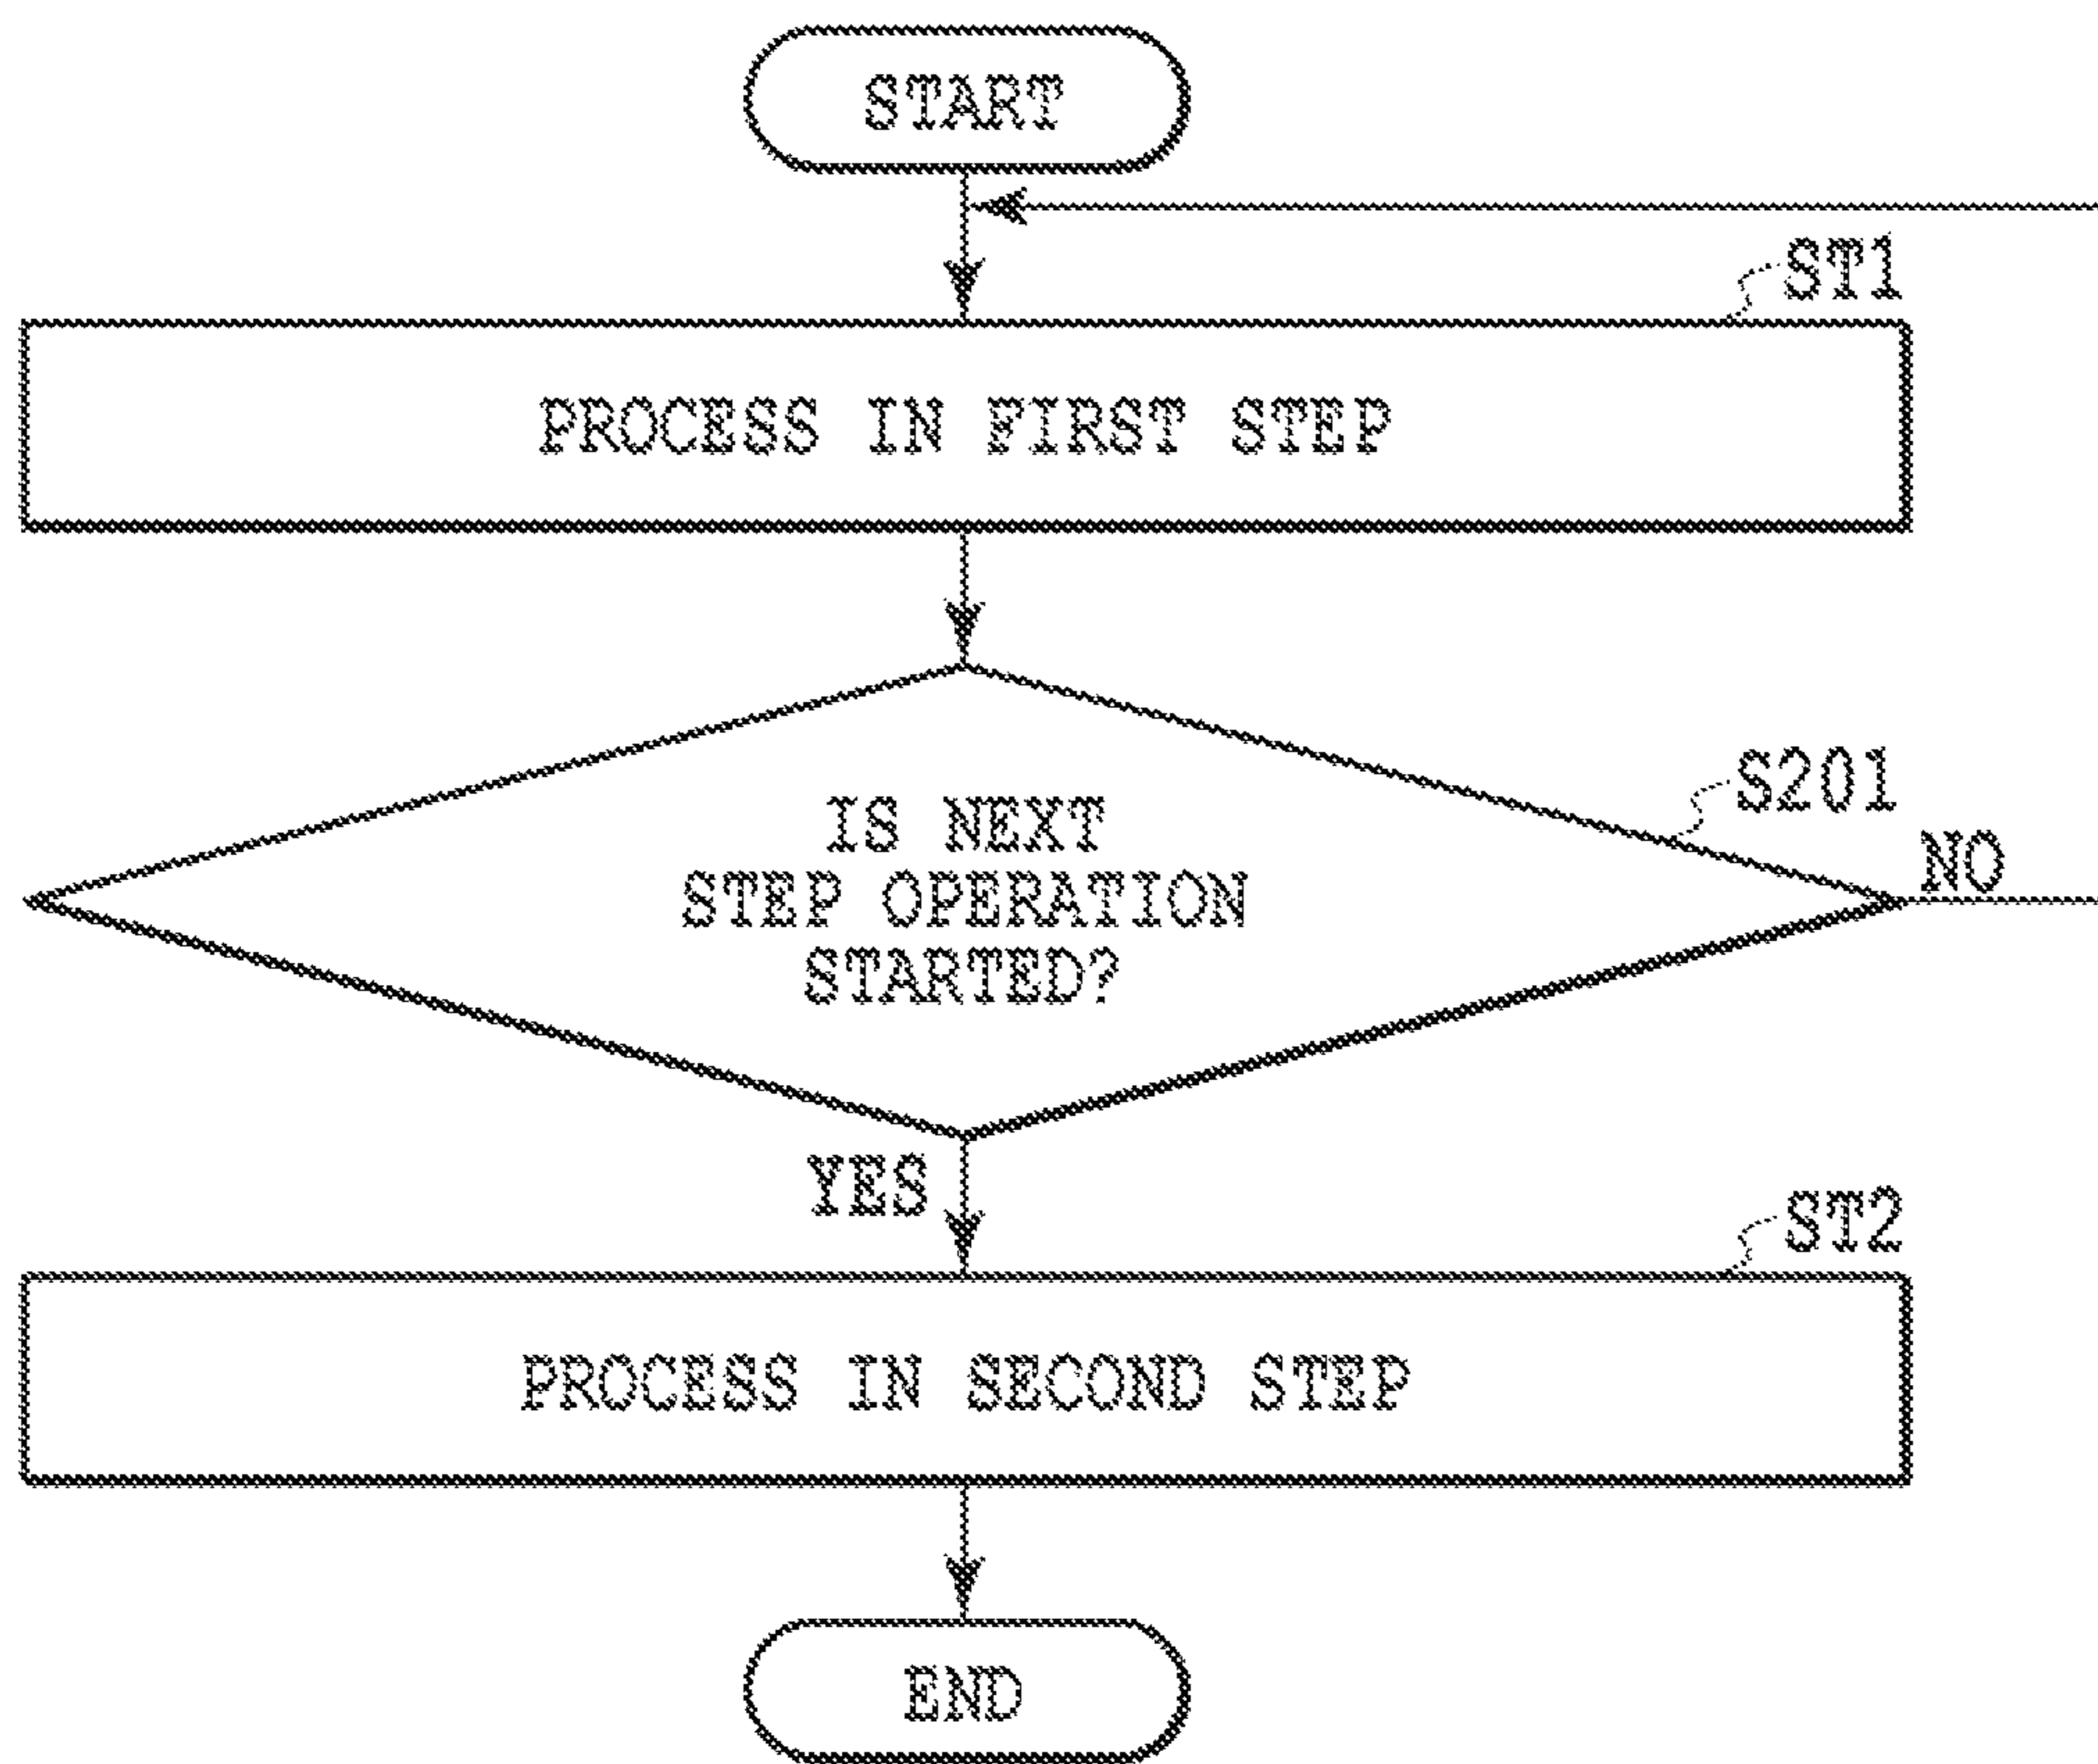 START
ST1
PROCESS IN FIRST STEP
S201
IS NEXT
STEP OPERATION
STARTED?
NO
YES
ST2
PROCESS IN SECOND STEP
END